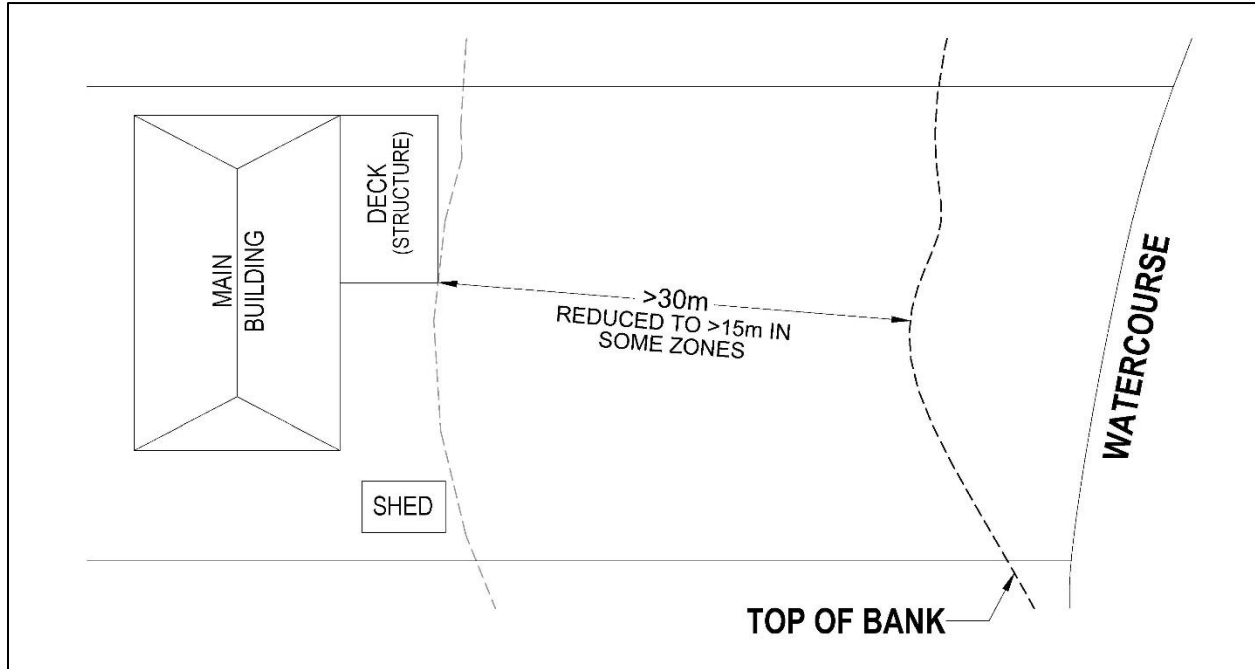 MAIN
BUILDING
DECK
(STRUCTURE)
>30m
REDUCED TO >15m IN
SOME ZONES
SHED
WATERCOURSE
TOP OF BANK